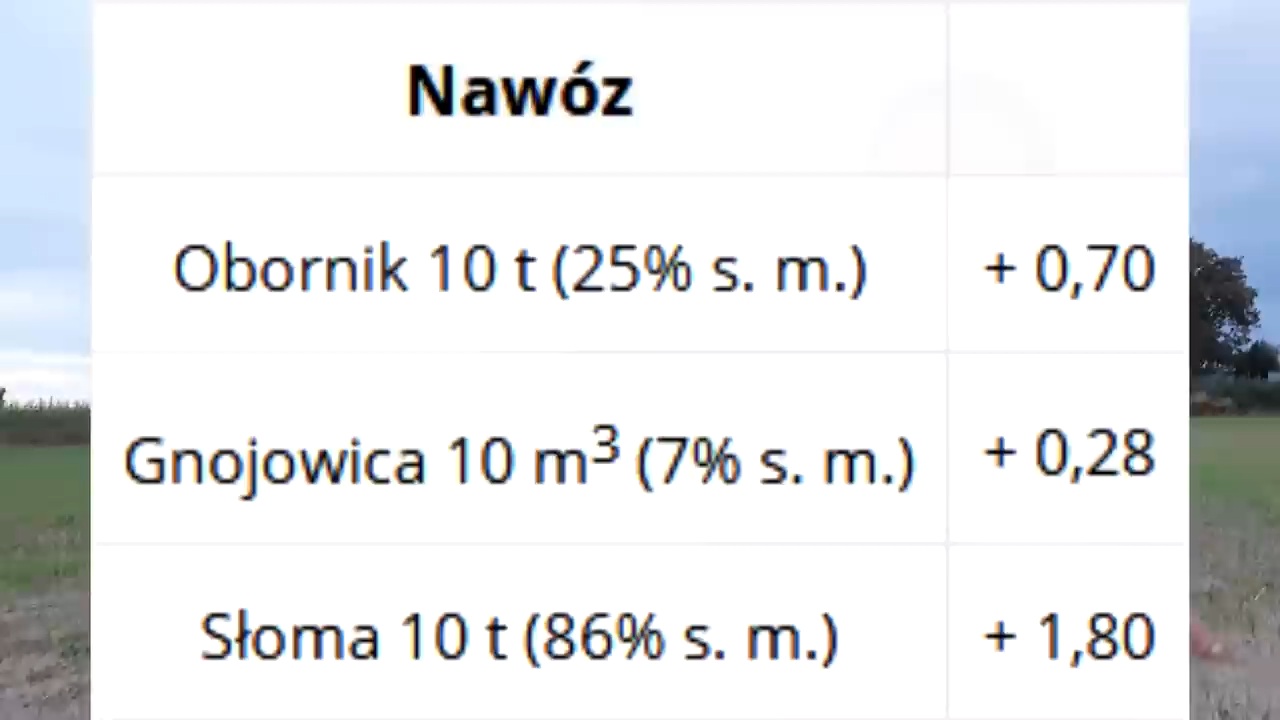 Nawóz
Obornik 10 t (25% s. m.) + 0,70
Gnojowica 10 m³ (7% s. m.) + 0,28
Słoma 10 t (86% s. m.) + 1,80